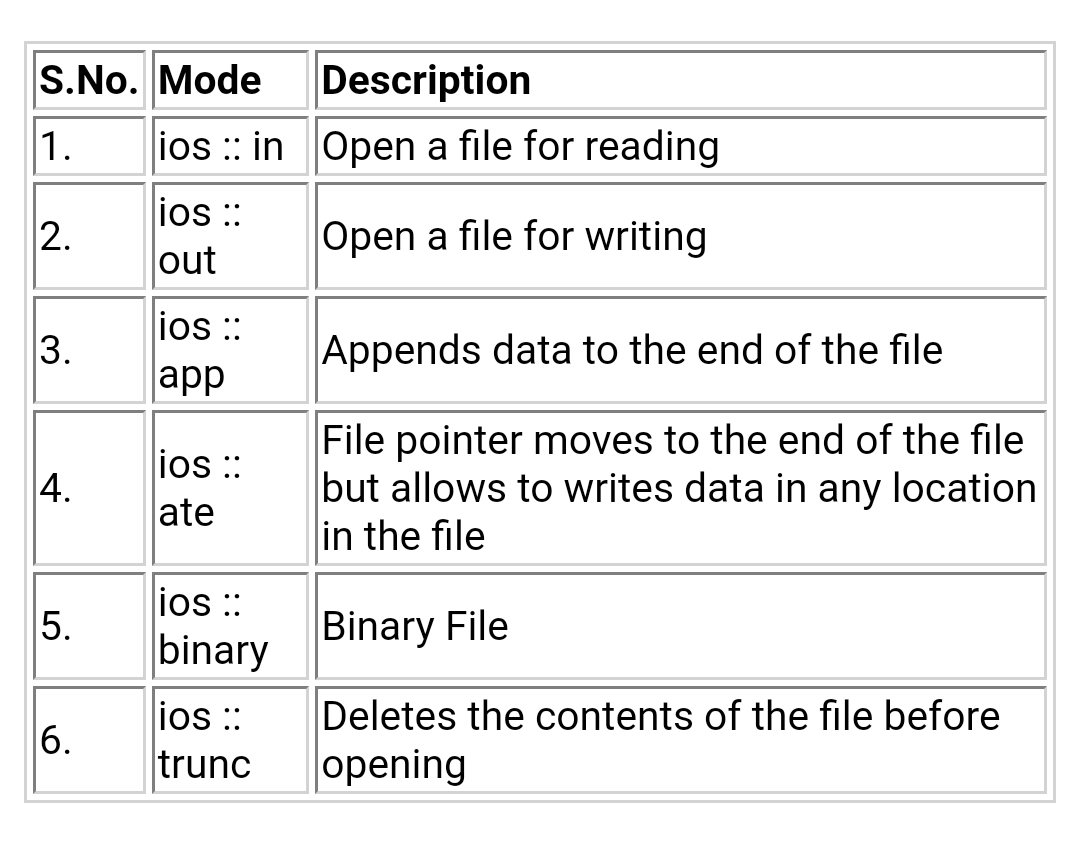 S.No. Mode Description
1. ios :: in Open a file for reading
2. ios :: out Open a file for writing
3. ios :: app Appends data to the end of the file
4. ios :: ate File pointer moves to the end of the file but allows to writes data in any location in the file
5. ios :: binary Binary File
6. ios :: trunc Deletes the contents of the file before opening